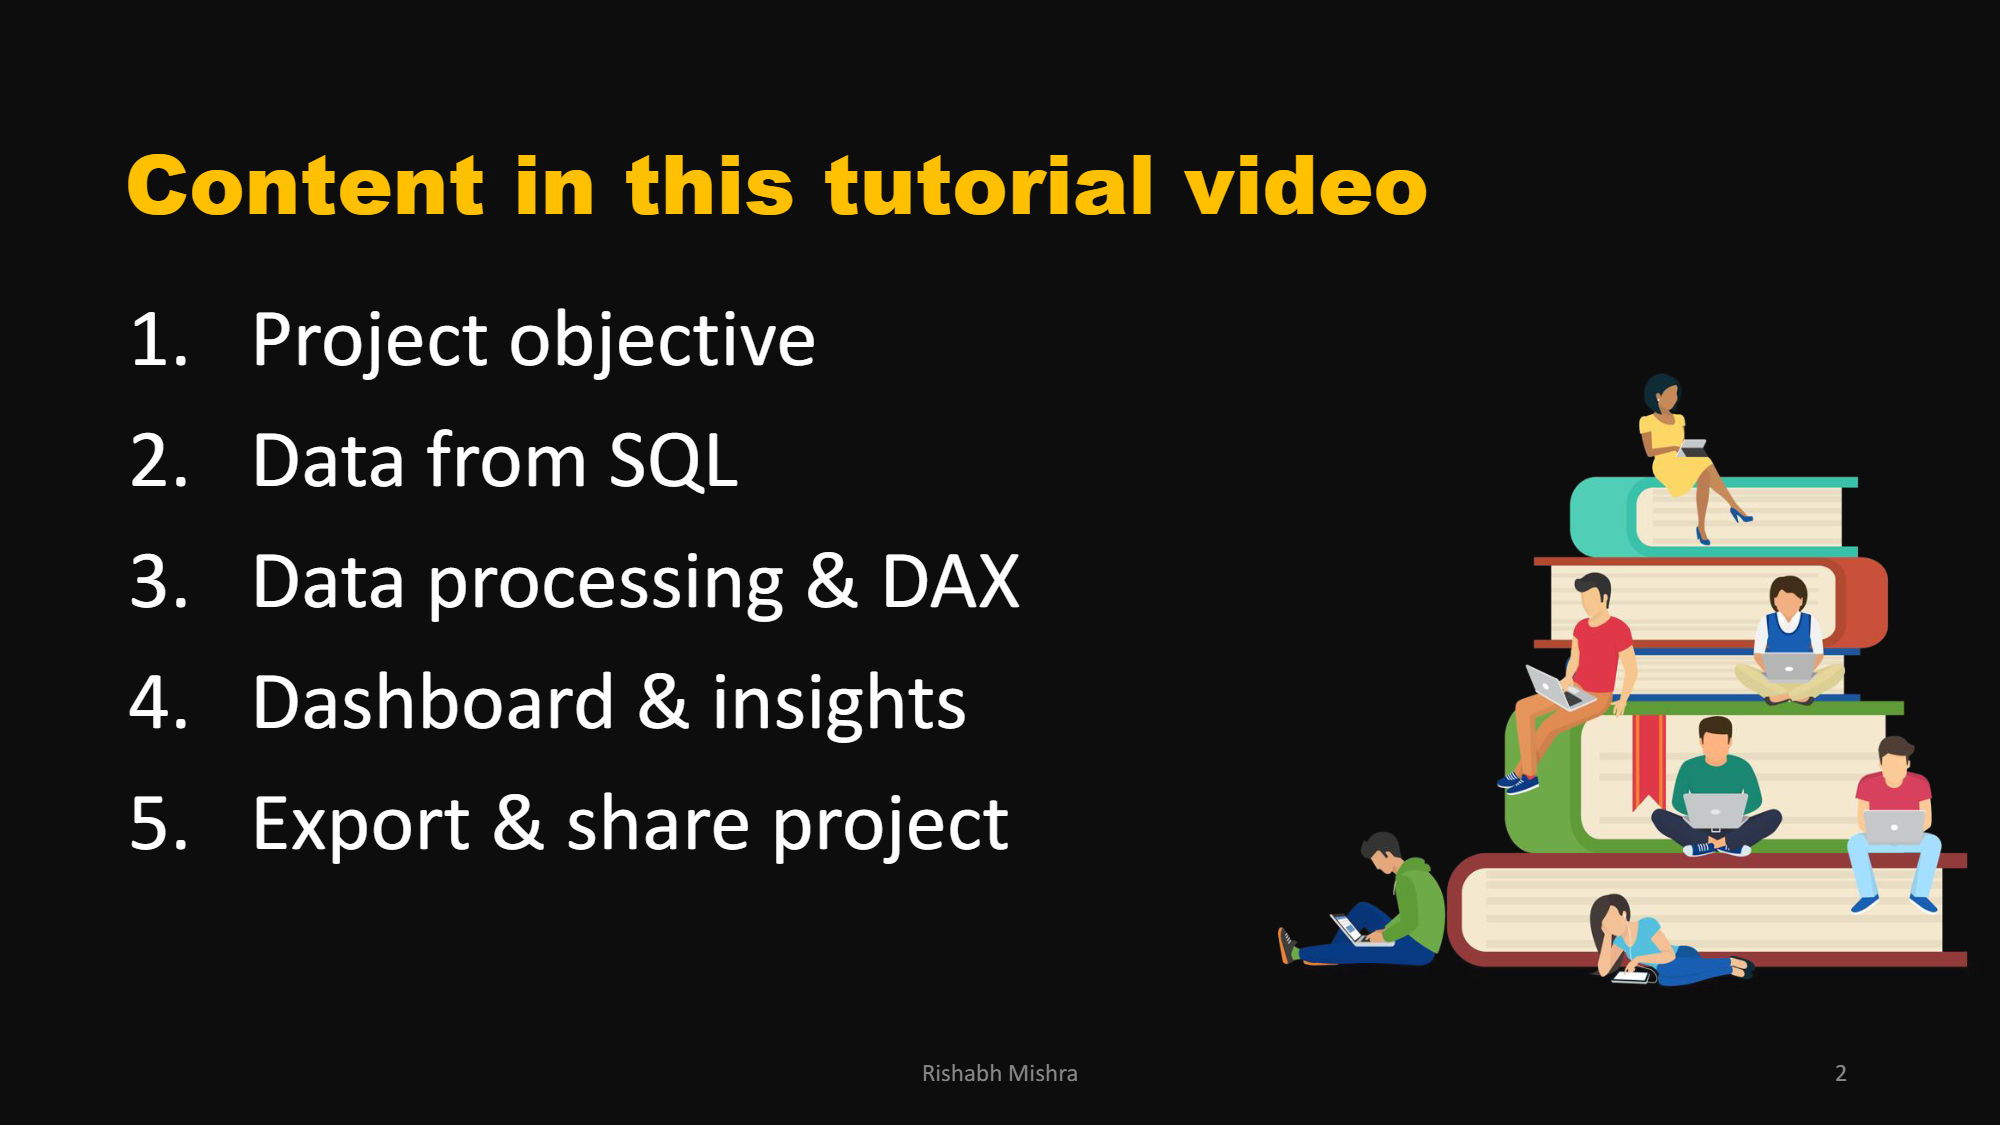 Content in this tutorial video
1. Project objective
2. Data from SQL
3. Data processing & DAX
4. Dashboard & insights
5. Export & share project
Rishabh Mishra
2